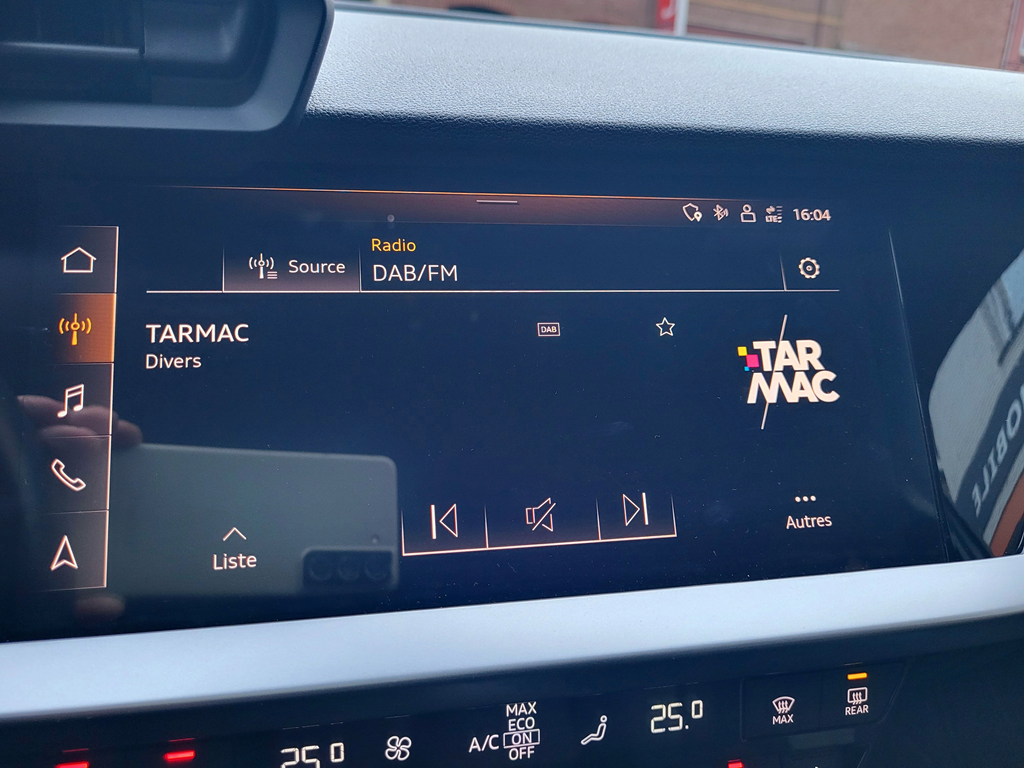 LTE
16:04
Radio
Source
DAB/FM
TARMAC
DAB
Divers
TAR
MAC
Autres
Liste
MAX
ECO
A/C ON
OFF
25.0
25.0
MAX
REAR